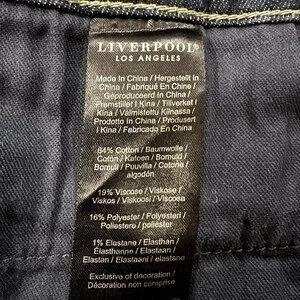 LIVERPOOL
LOS ANGELES
Made In China / Hergestellt In
China / Fabriqué En Chine /
Geproduceerd In China /
Fremstillet I Kina / Tillverkat I
Kina / Valmistettu Kiinassa /
Prodotto In China / Produsert
I Kina / Fabricado En China
64% Cotton / Baumwolle /
Coton / Katoen / Bomuld /
Bomull / Puuvilla / Cotone /
algodón
19% Viscose / Viskose /
Viskos / Viskoosi / Viscosa
16% Polyester / Polyesteri /
Poliestere / poliéster
1% Elastane / Elasthan /
Élasthanne / Elastaan /
Elastan / Elastaani / elastano
Exclusive of decoration /
Décoration non comprise /